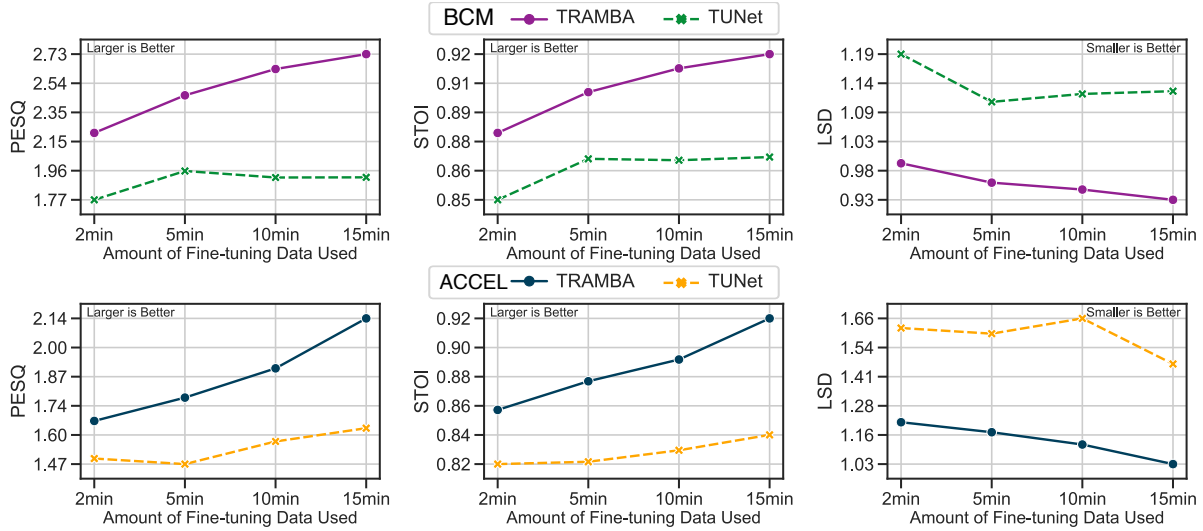 BCM TRAMBA TUNet
Larger is Better
PESQ
2.73
2.54
2.35
2.15
1.96
1.77
2min 5min 10min 15min
Amount of Fine-tuning Data Used
Larger is Better
STOI
0.92
0.91
0.89
0.88
0.86
0.86
0.85
2min 5min 10min 15min
Amount of Fine-tuning Data Used
Smaller is Better
LSD
1.19
1.14
1.09
1.03
0.98
0.93
2min 5min 10min 15min
Amount of Fine-tuning Data Used
ACCEL TRAMBA TUNet
Larger is Better
PESQ
2.14
2.00
1.87
1.74
1.60
1.47
2min 5min 10min 15min
Amount of Fine-tuning Data Used
Larger is Better
STOI
0.92
0.90
0.88
0.86
0.84
0.82
2min 5min 10min 15min
Amount of Fine-tuning Data Used
Smaller is Better
LSD
1.66
1.54
1.41
1.28
1.16
1.03
2min 5min 10min 15min
Amount of Fine-tuning Data Used